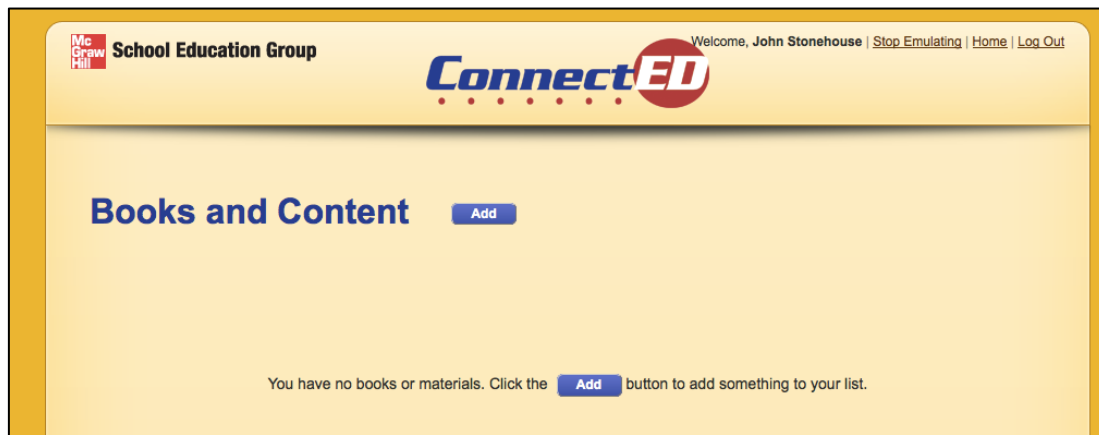 Mc
Graw
Hill
School Education Group
Welcome, John Stonehouse | Stop Emulating | Home | Log Out
ConnectED
Books and Content Add
You have no books or materials. Click the Add button to add something to your list.